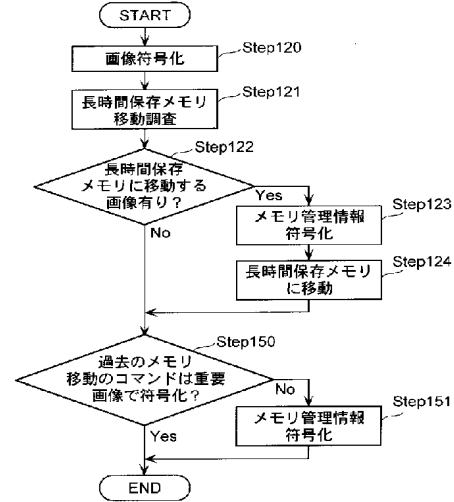 START
画像符号化
Step120
長時間保存メモリ
移動調査
Step121
長時間保存
メモリに移動する
画像有り？
Step122
Yes
No
メモリ管理情報
符号化
Step123
長時間保存メモリ
に移動
Step124
過去のメモリ
移動のコマンドは重要
画像で符号化？
Step150
No
Yes
メモリ管理情報
符号化
Step151
END